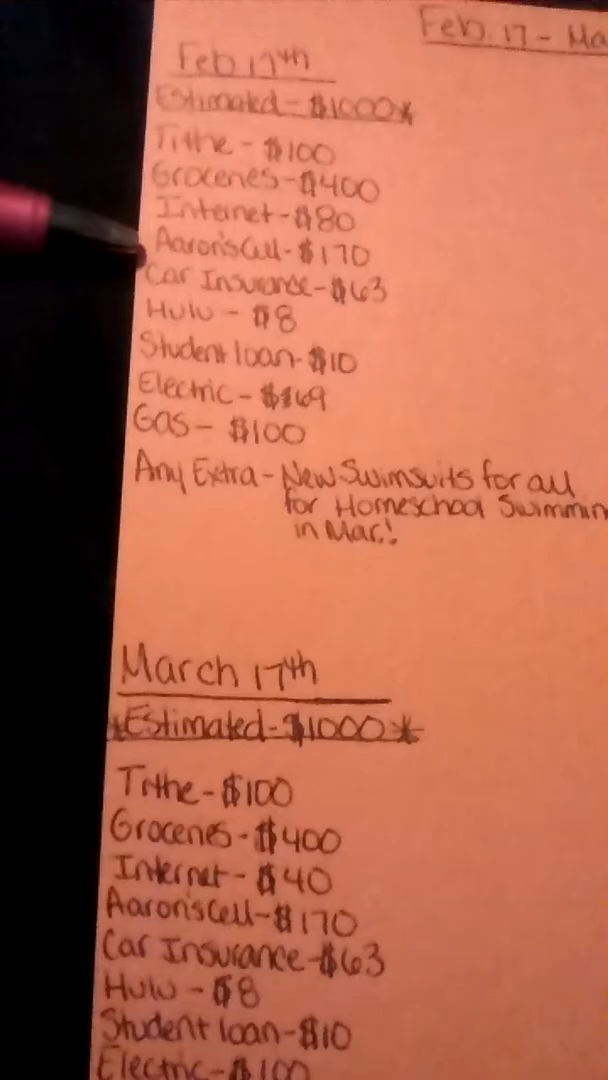 Feb. 17 - Ma
Feb 17th
Estimated - $1000*
Tithe - $100
Groceries - $400
Internet - $80
Aaron's Cell - $170
Car Insurance - $63
Hulu - $8
Student loan - $10
Electric - $169
Gas - $100
Any Extra - New Swimsuits for all
for Homeschool Swimmin
in Mar.!
March 17th
*Estimated - $1000*
Tithe - $100
Groceries - $400
Internet - $40
Aaron's Cell - $170
Car Insurance - $63
Hulu - $8
Student loan - $10
Electric - $100